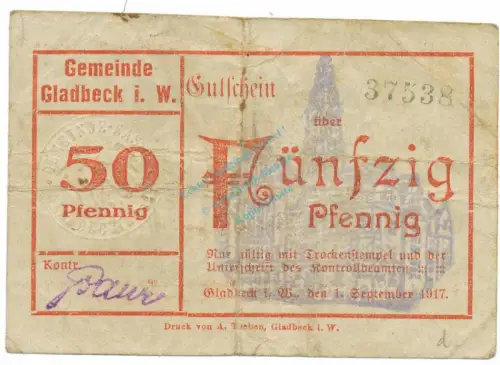 Gemeinde
Gladbeck i. W.
50
Pfennig
Kontr.
Gutschein
37538
über
Fünfzig
Pfennig
Nur gültig mit Trockenstempel und der
Unterschrift des Kontrollbeamten
Gladbeck i. W., den 1. September 1917.
Druck von A. Theben, Gladbeck i. W.
d.